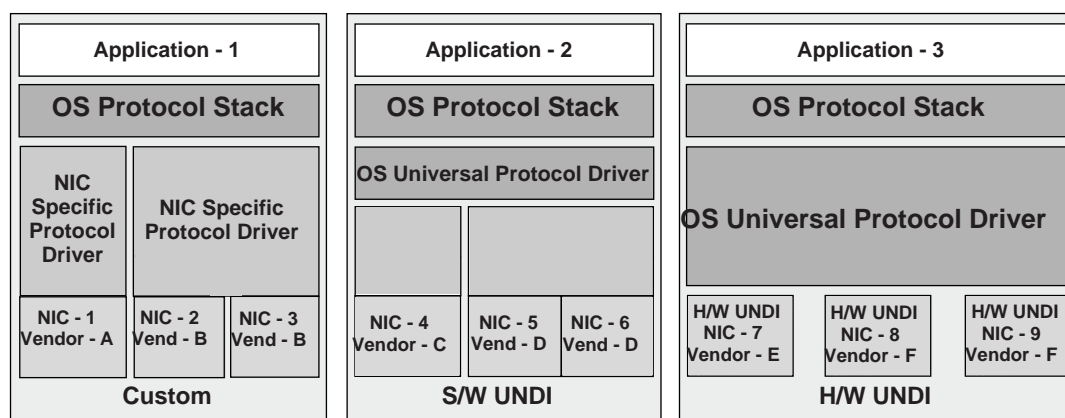 Application - 1
OS Protocol Stack
NIC
Specific
Protocol
Driver
NIC Specific
Protocol Driver
NIC - 1
Vendor - A
NIC - 2
Vend - B
NIC - 3
Vend - B
Custom
Application - 2
OS Protocol Stack
OS Universal Protocol Driver
NIC - 4
Vendor - C
NIC - 5
Vend - D
NIC - 6
Vend - D
S/W UNDI
Application - 3
OS Protocol Stack
OS Universal Protocol Driver
H/W UNDI
NIC - 7
Vendor - E
H/W UNDI
NIC - 8
Vendor - F
H/W UNDI
NIC - 9
Vendor - F
H/W UNDI